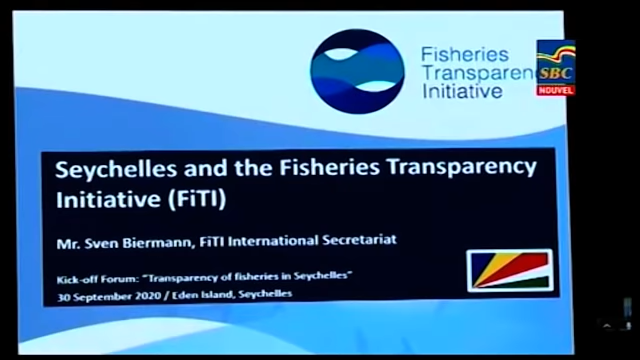 Fisheries
Transparen
Initiative
SBC
NOUVEL
Seychelles and the Fisheries Transparency
Initiative (FiTI)
Mr. Sven Biermann, FiTI International Secretariat
Kick-off Forum: "Transparency of fisheries in Seychelles"
30 September 2020 / Eden Island, Seychelles